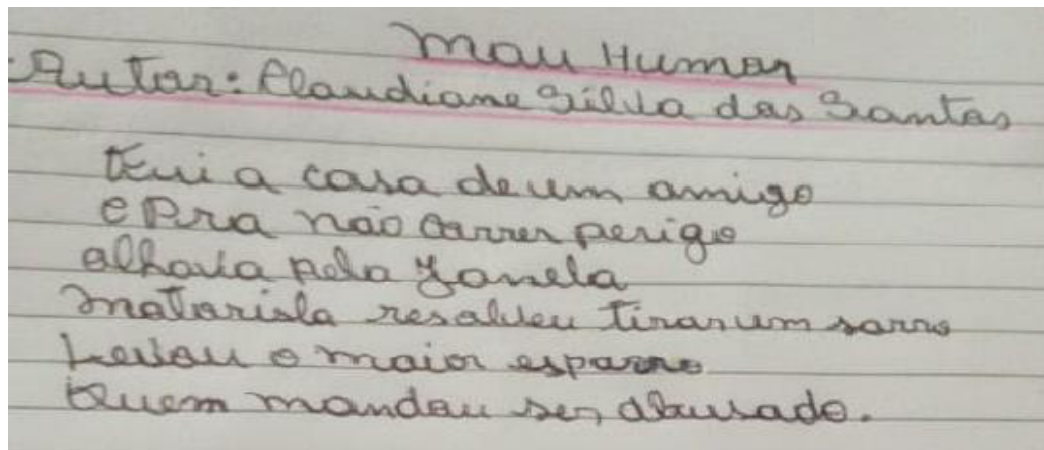 Mau Humor
Autor: Claudiane Silva dos Santos
Fui a casa de um amigo
e Pra não correr perigo
olhava pela Janela
motorista resolveu tirar um sarro
Levou o maior esparro
Quem mandou ser, abusado.